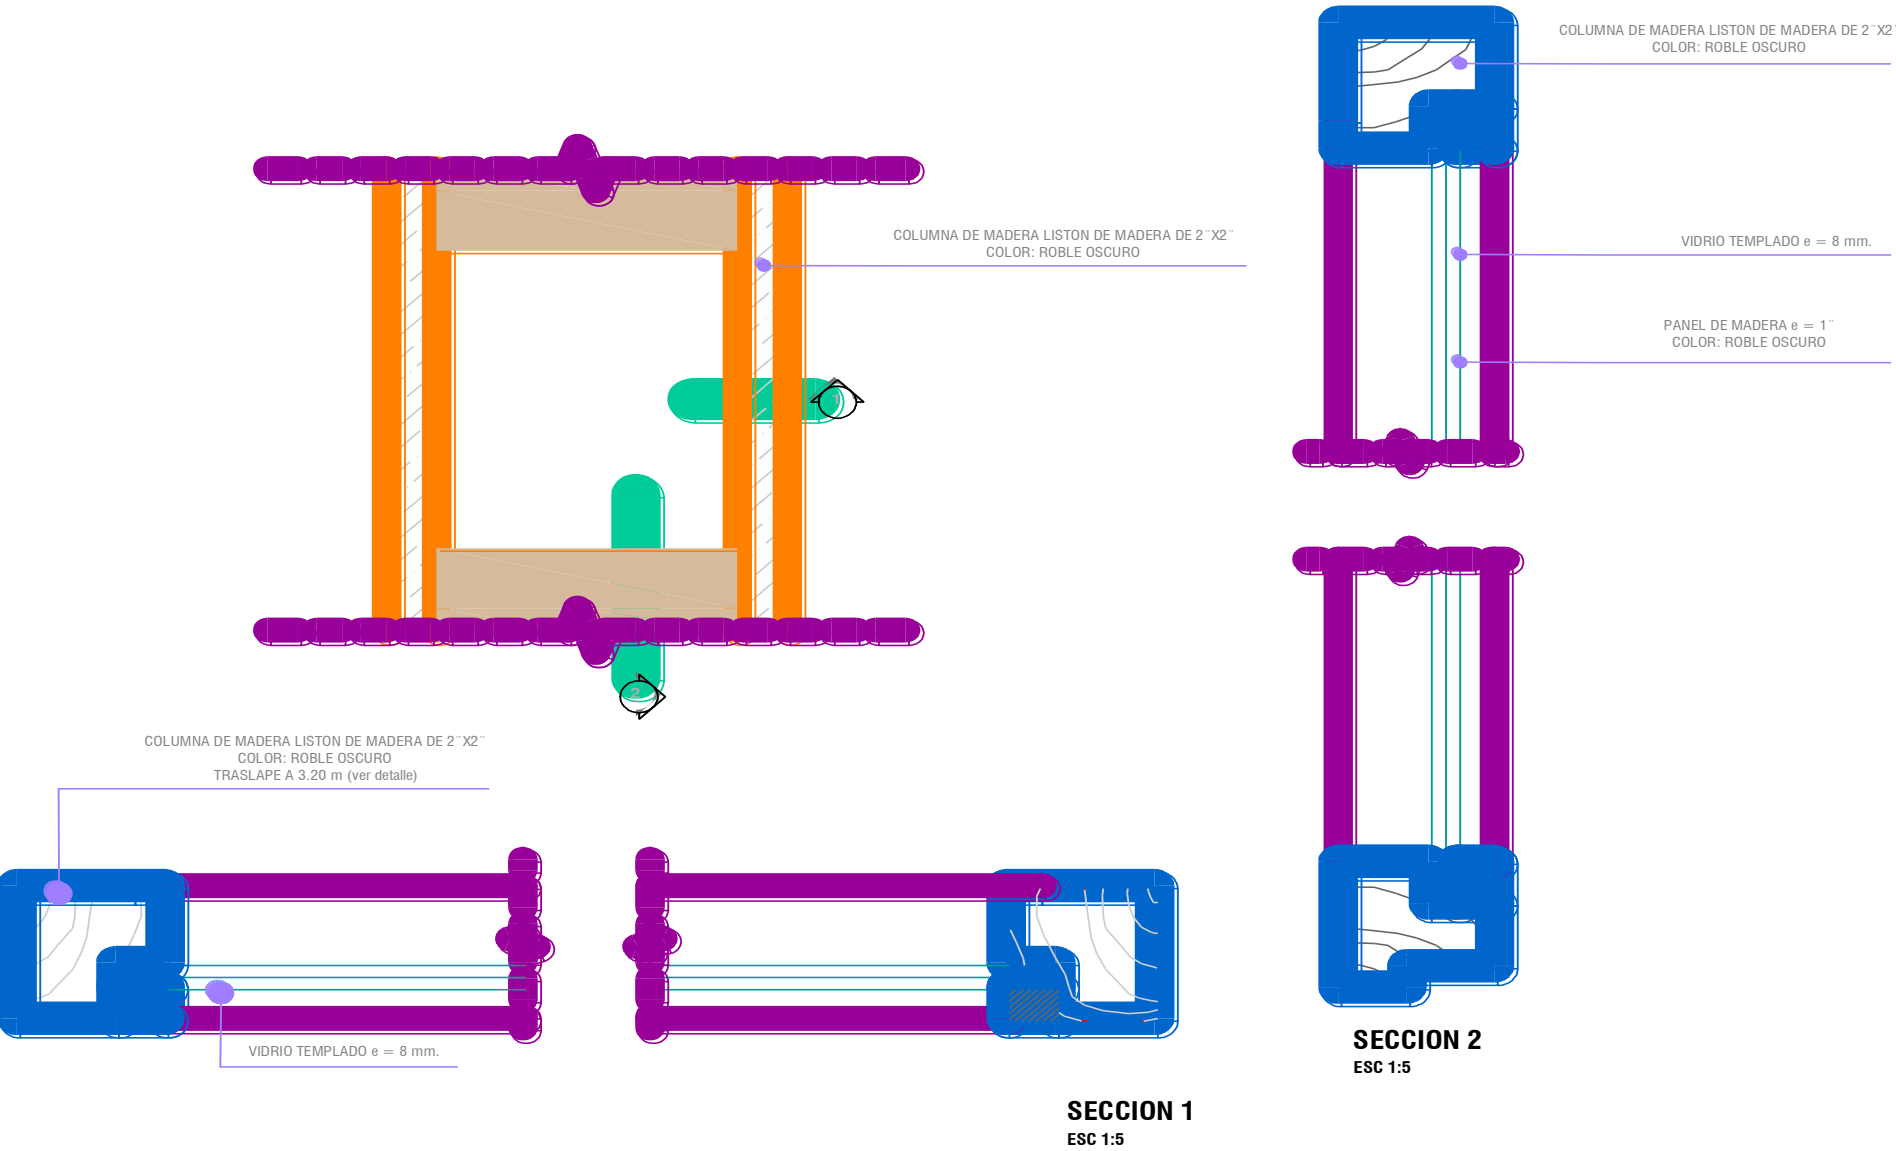 COLUMNA DE MADERA LISTON DE MADERA DE 2¨X2¨
COLOR: ROBLE OSCURO
COLUMNA DE MADERA LISTON DE MADERA DE 2¨X2¨
COLOR: ROBLE OSCURO
VIDRIO TEMPLADO e = 8 mm.
PANEL DE MADERA e = 1¨
COLOR: ROBLE OSCURO
1
2
COLUMNA DE MADERA LISTON DE MADERA DE 2¨X2¨
COLOR: ROBLE OSCURO
TRASLAPE A 3.20 m (ver detalle)
VIDRIO TEMPLADO e = 8 mm.
SECCION 2
ESC 1:5
SECCION 1
ESC 1:5